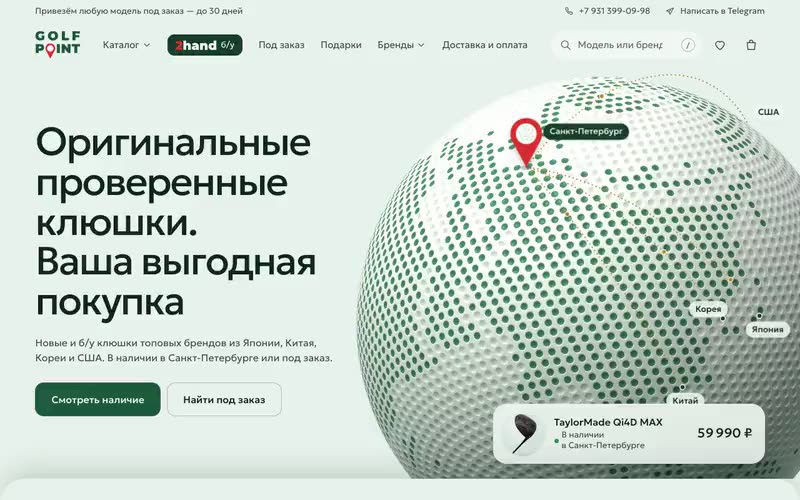 Привезём любую модель под заказ — до 30 дней
+7 931 399-09-98
Написать в Telegram
GOLF
POINT
Каталог
2hand б/у
Под заказ
Подарки
Бренды
Доставка и оплата
Модель или бренд
/
США
Санкт-Петербург
Оригинальные
проверенные
клюшки.
Ваша выгодная
покупка
Корея
Япония
Новые и б/у клюшки топовых брендов из Японии, Китая,
Кореи и США. В наличии в Санкт-Петербурге или под заказ.
Смотреть наличие
Найти под заказ
Китай
TaylorMade Qi4D MAX
В наличии
в Санкт-Петербурге
59 990 ₽